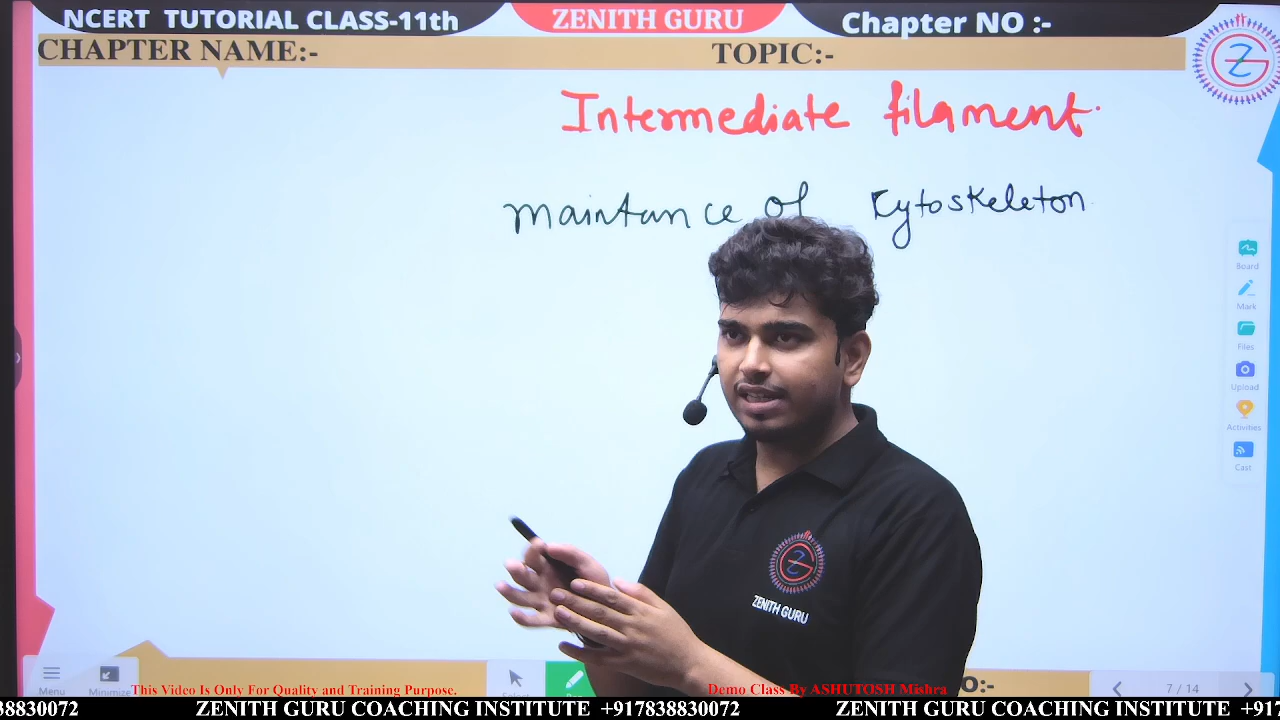 NCERT TUTORIAL CLASS-11th
ZENITH GURU
Chapter NO :-
CHAPTER NAME:-
TOPIC:-
Intermediate filament.
maintance of Cytoskeleton
Board
Mark
Files
Upload
Activities
Cast
ZENITH GURU
Menu
Minimize
Select
O:-
7 / 14
This Video Is Only For Quality and Training Purpose.
Demo Class By ASHUTOSH Mishra
38830072 ZENITH GURU COACHING INSTITUTE +917838830072 ZENITH GURU COACHING INSTITUTE +917